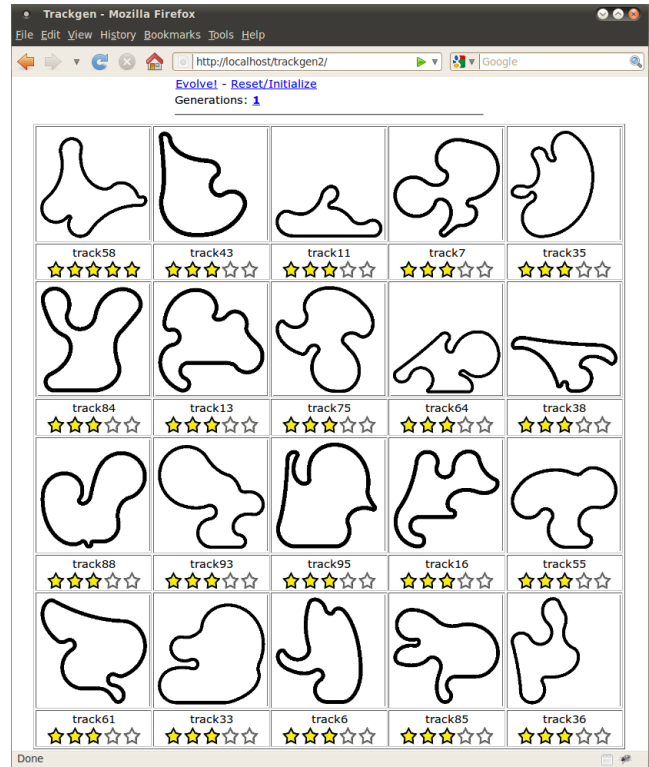 Trackgen - Mozilla Firefox
File Edit View History Bookmarks Tools Help
http://localhost/trackgen2/ Google
Evolve! - Reset/Initialize
Generations: 1
track58 track43 track11 track7 track35
track84 track13 track75 track64 track38
track88 track93 track95 track16 track55
track61 track33 track6 track85 track36
Done